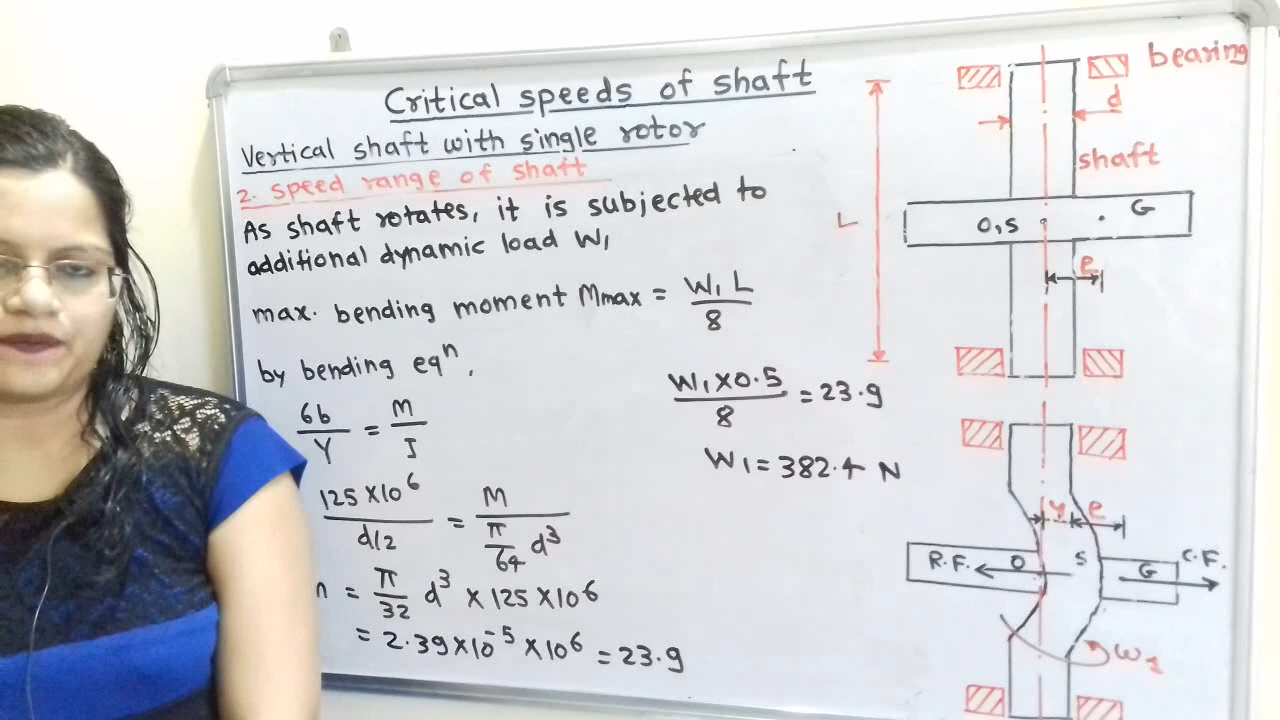 Critical speeds of shaft
Vertical shaft with single rotor
2. speed range of shaft
As shaft rotates, it is subjected to
additional dynamic load W1
max. bending moment Mmax = W1 L / 8
by bending eqn,
6b / Y = M / I
125 × 10^6 / d/2 = M / π/64 d^3
= π/32 d^3 × 125 × 10^6
= 2.39 × 10^-5 × 10^6 = 23.9
W1 × 0.5 / 8 = 23.9
W1 = 382.4 N
bearing
d
shaft
L
O,S
G
e
y e
R.F. O S G C.F.
ω1